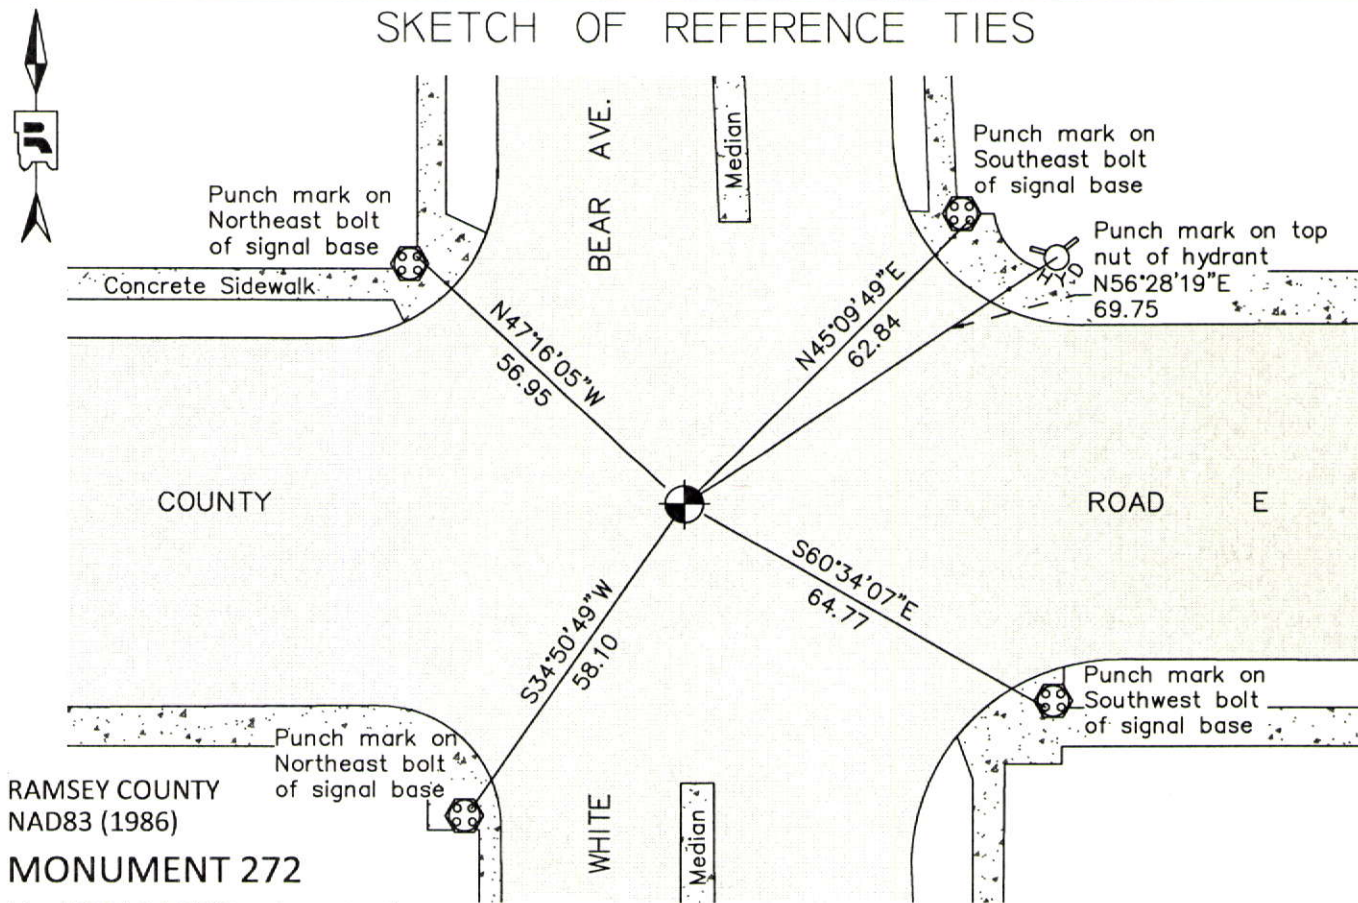 SKETCH OF REFERENCE TIES
Punch mark on
Northeast bolt
of signal base
Concrete Sidewalk
BEAR AVE.
Median
Punch mark on
Southeast bolt
of signal base
Punch mark on top
nut of hydrant
N56°28'19"E
69.75
HYD
N47°16'05"W
56.95
N45°09'49"E
62.84
COUNTY
ROAD E
S60°34'07"E
64.77
S34°50'49"W
58.10
Punch mark on
Southwest bolt
of signal base
Punch mark on
Northeast bolt
of signal base
WHITE
Median
RAMSEY COUNTY
NAD83 (1986)
MONUMENT 272